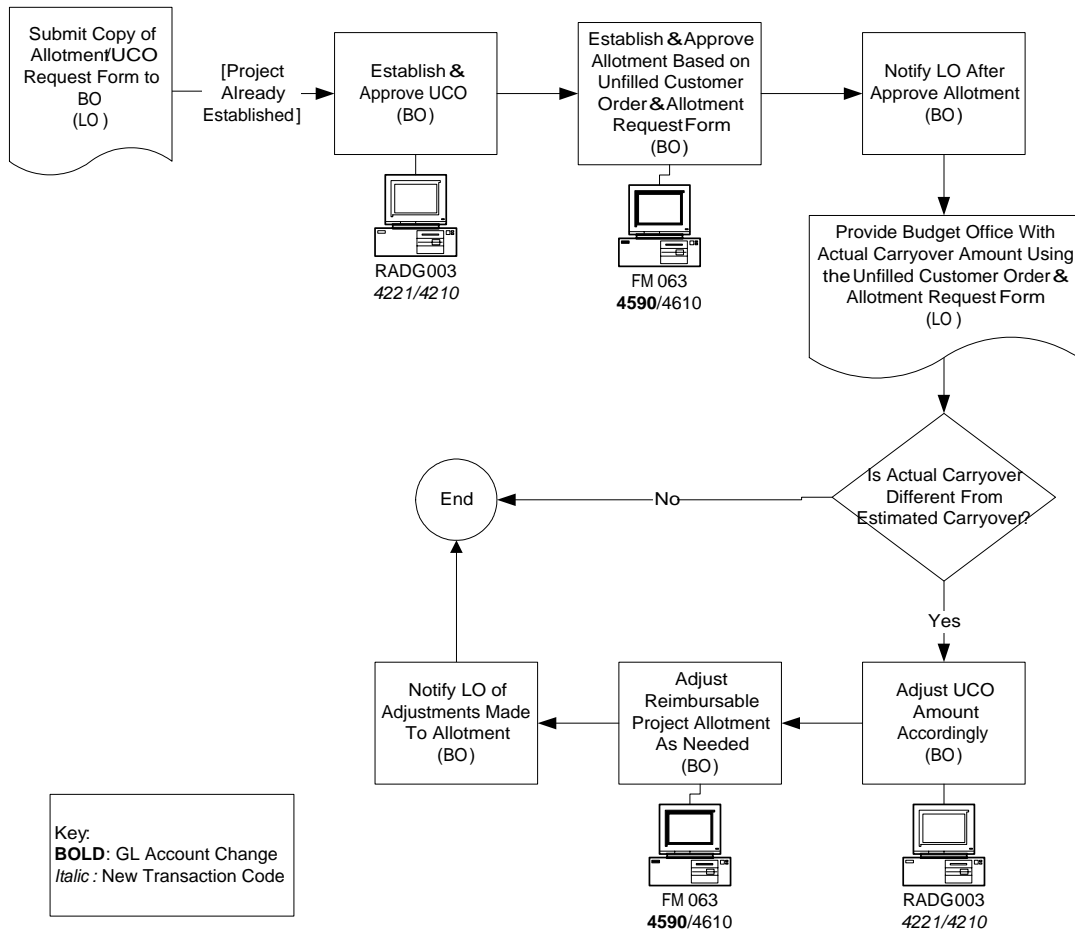 Submit Copy of
Allotment/UCO
Request Form to
BO
(LO )
[Project
Already
Established]
Establish &
Approve UCO
(BO )
RADG003
4221/4210
Establish & Approve
Allotment Based on
Unfilled Customer
Order & Allotment
Request Form
(BO )
FM 063
4590/4610
Notify LO After
Approve Allotment
(BO )
Provide Budget Office With
Actual Carryover Amount Using
the Unfilled Customer Order &
Allotment Request Form
(LO )
Is Actual Carryover
Different From
Estimated Carryover?
No
End
Yes
Adjust UCO
Amount
Accordingly
(BO )
RADG003
4221/4210
Adjust
Reimbursable
Project Allotment
As Needed
(BO )
FM 063
4590/4610
Notify LO of
Adjustments Made
To Allotment
(BO )
Key:
BOLD: GL Account Change
Italic : New Transaction Code